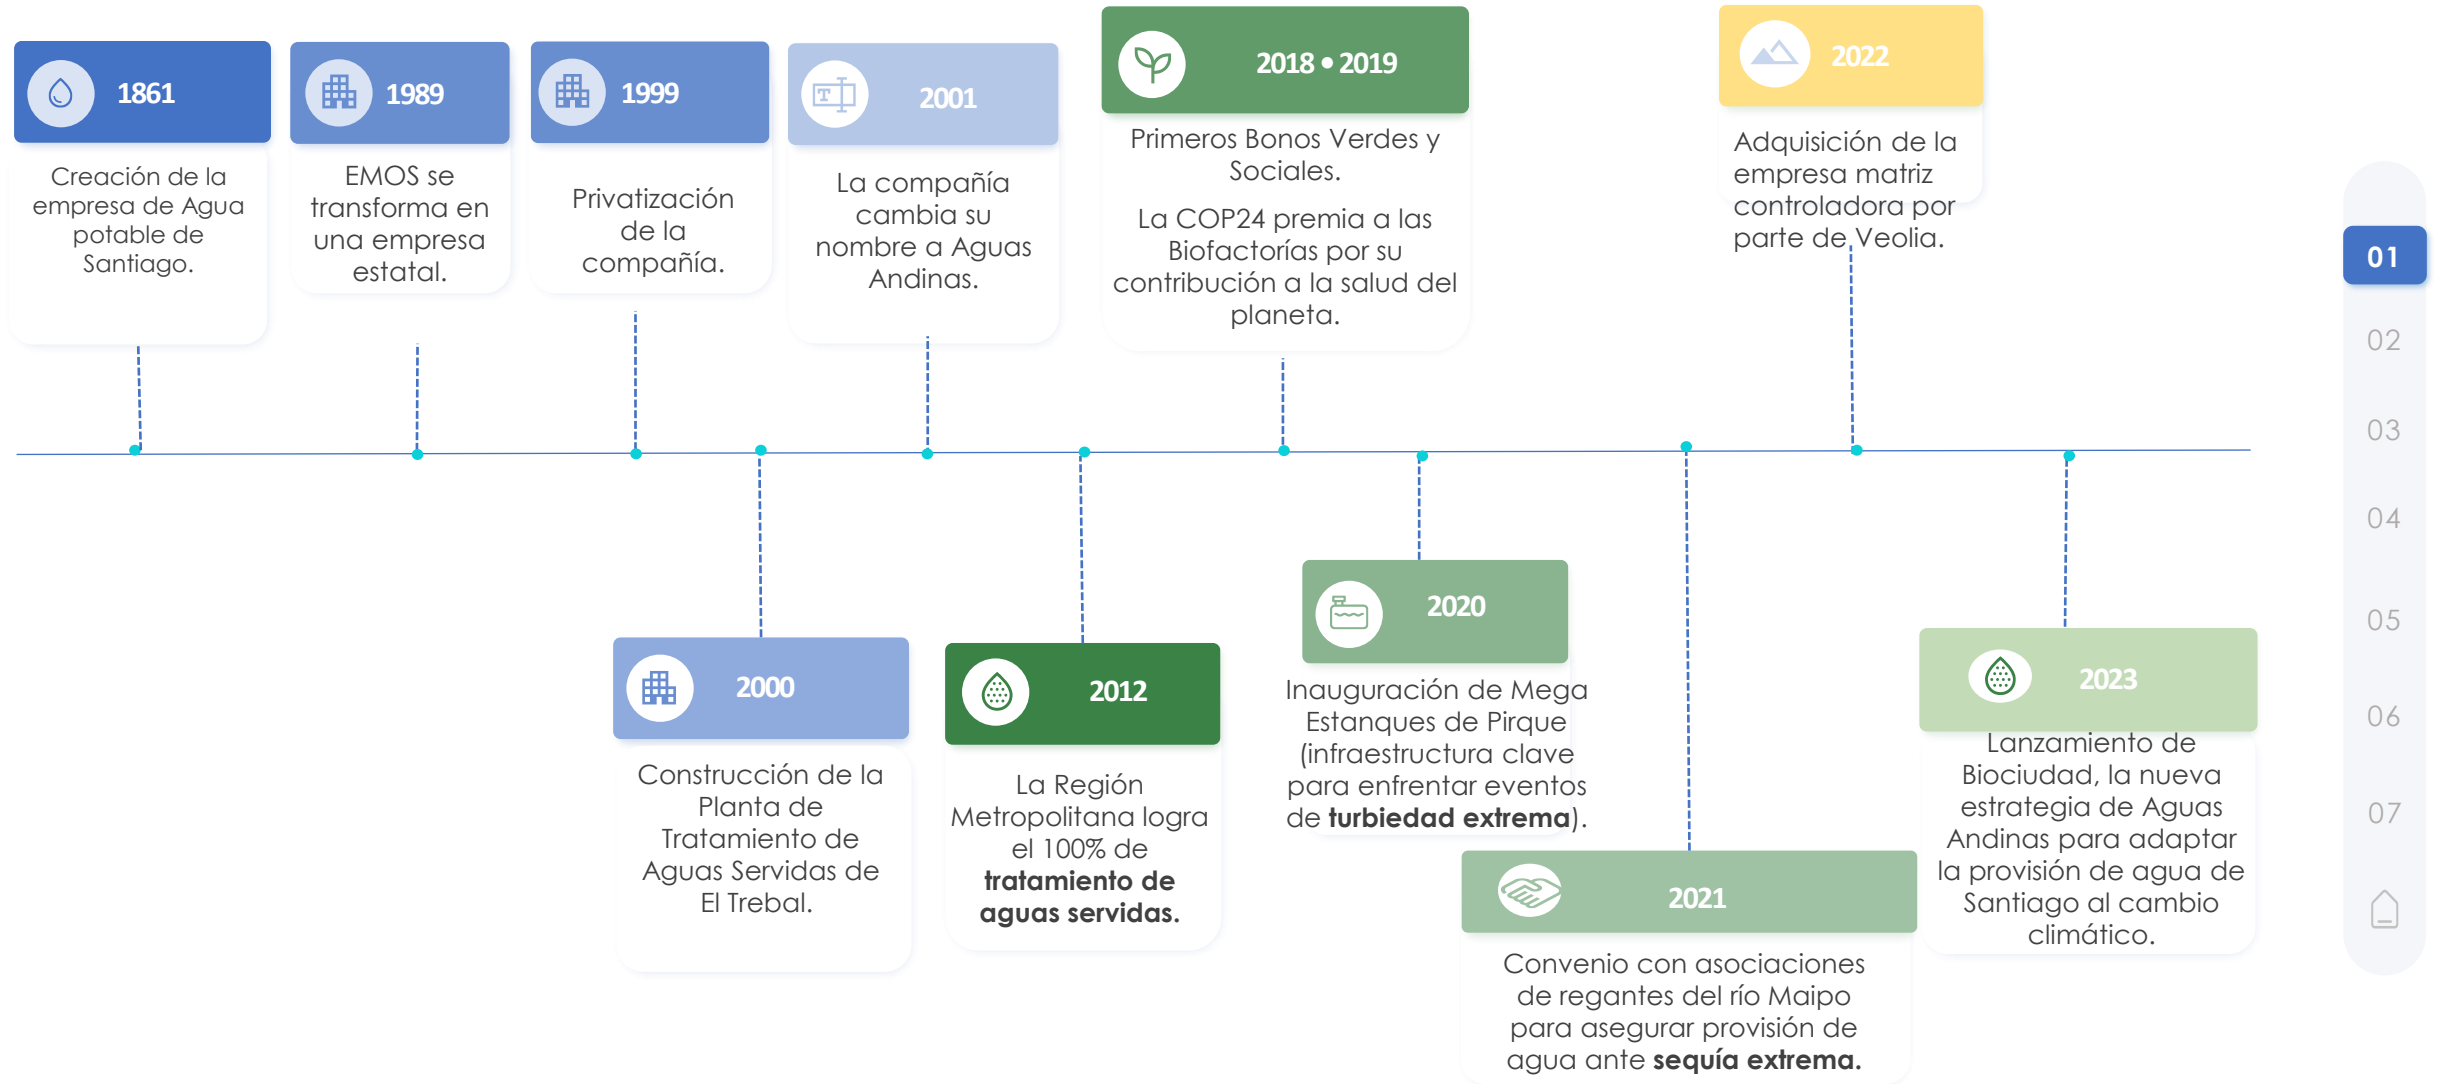 1861
Creación de la
empresa de Agua
potable de
Santiago.
1989
EMOS se
transforma en
una empresa
estatal.
1999
Privatización
de la
compañía.
2001
La compañía
cambia su
nombre a Aguas
Andinas.
2018 • 2019
Primeros Bonos Verdes y
Sociales.
La COP24 premia a las
Biofactorías por su
contribución a la salud del
planeta.
2022
Adquisición de la
empresa matriz
controladora por
parte de Veolia.
2000
Construcción de la
Planta de
Tratamiento de
Aguas Servidas de
El Trebal.
2012
La Región
Metropolitana logra
el 100% de
tratamiento de
aguas servidas.
2020
Inauguración de Mega
Estanques de Pirque
(infraestructura clave
para enfrentar eventos
de turbiedad extrema).
2021
Convenio con asociaciones
de regantes del río Maipo
para asegurar provisión de
agua ante sequía extrema.
2023
Lanzamiento de
Biociudad, la nueva
estrategia de Aguas
Andinas para adaptar
la provisión de agua de
Santiago al cambio
climático.
01
02
03
04
05
06
07